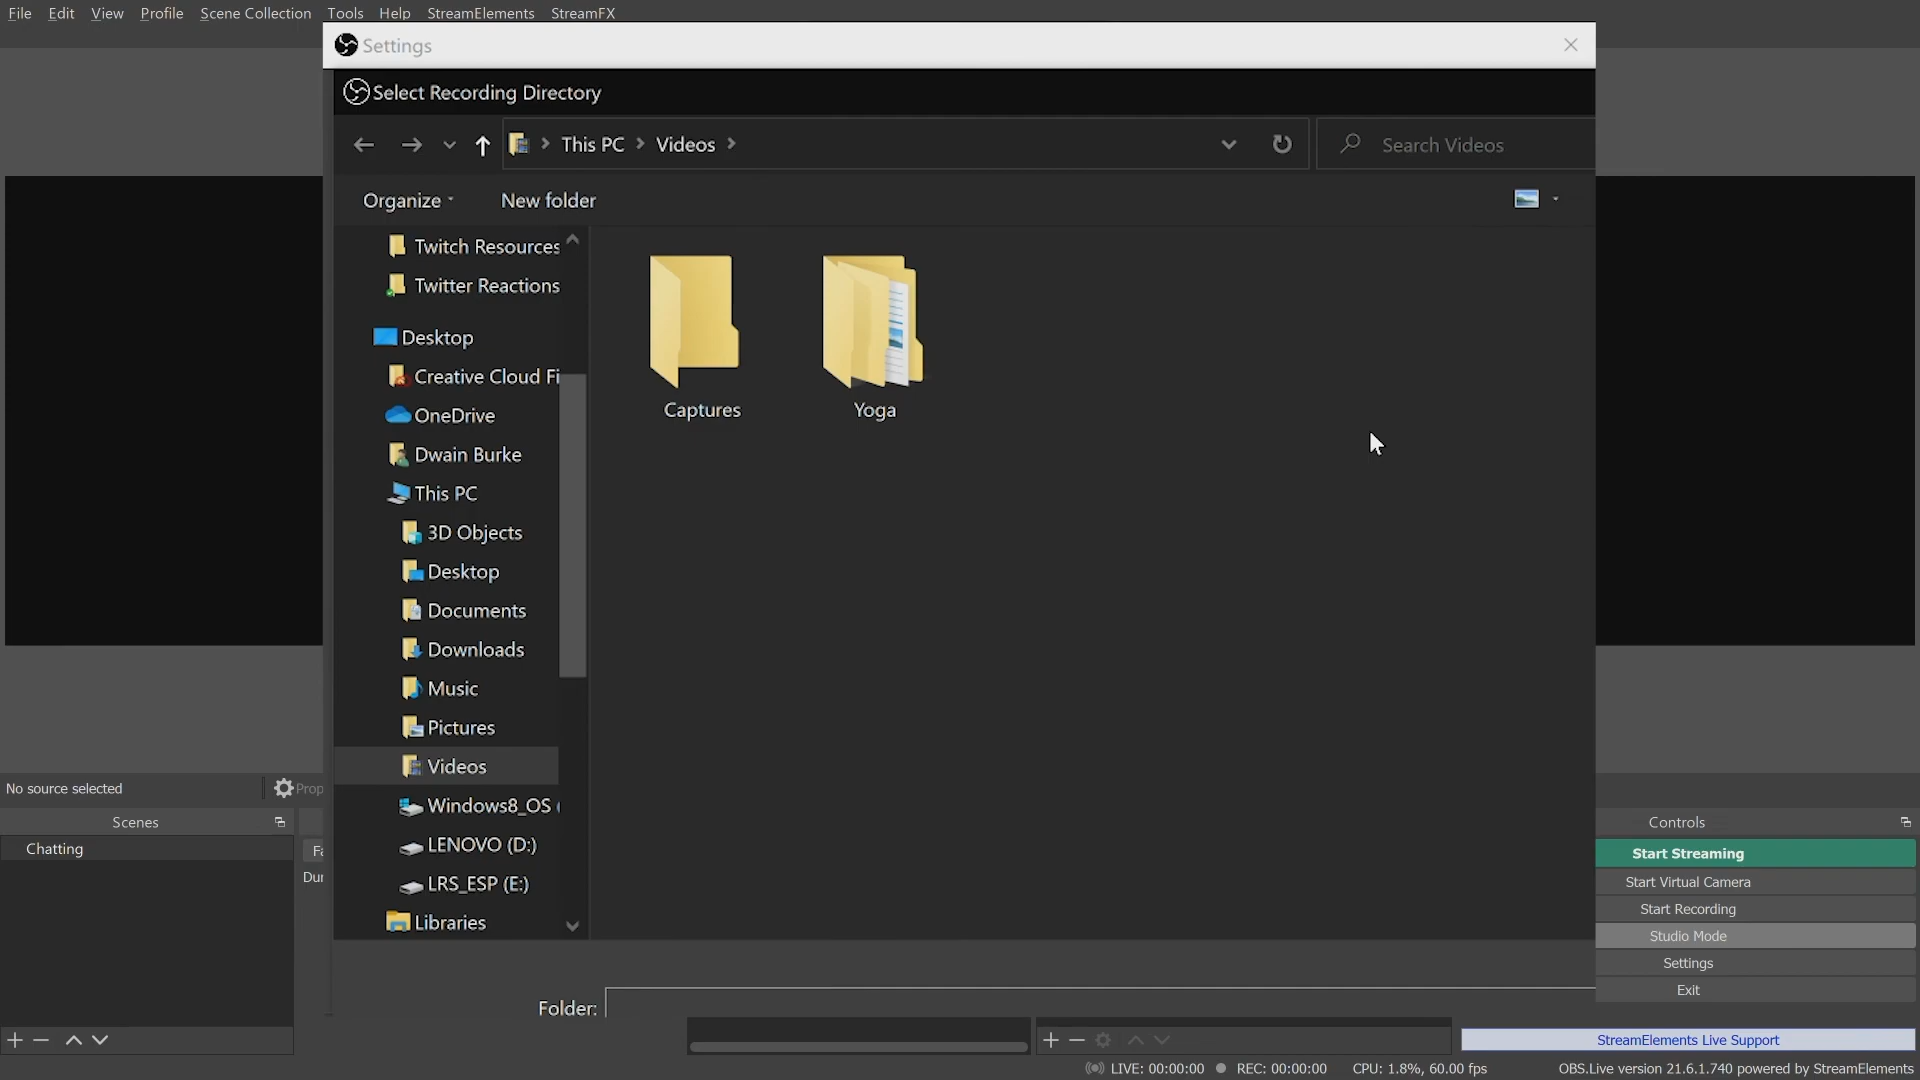 File Edit View Profile Scene Collection Tools Help StreamElements StreamFX
Settings
Select Recording Directory
This PC Videos
Search Videos
Organize New folder
Twitch Resources
Twitter Reactions
Desktop
Creative Cloud Fi
OneDrive
Dwain Burke
This PC
3D Objects
Desktop
Documents
Downloads
Music
Pictures
Videos
Windows8_OS (
LENOVO (D:)
LRS_ESP (E:)
Libraries
Captures
Yoga
Folder:
No source selected
Prop
Scenes
Chatting
Fa
Dur
Controls
Start Streaming
Start Virtual Camera
Start Recording
Studio Mode
Settings
Exit
StreamElements Live Support
LIVE: 00:00:00 REC: 00:00:00 CPU: 1.8%, 60.00 fps OBS.Live version 21.6.1.740 powered by StreamElements